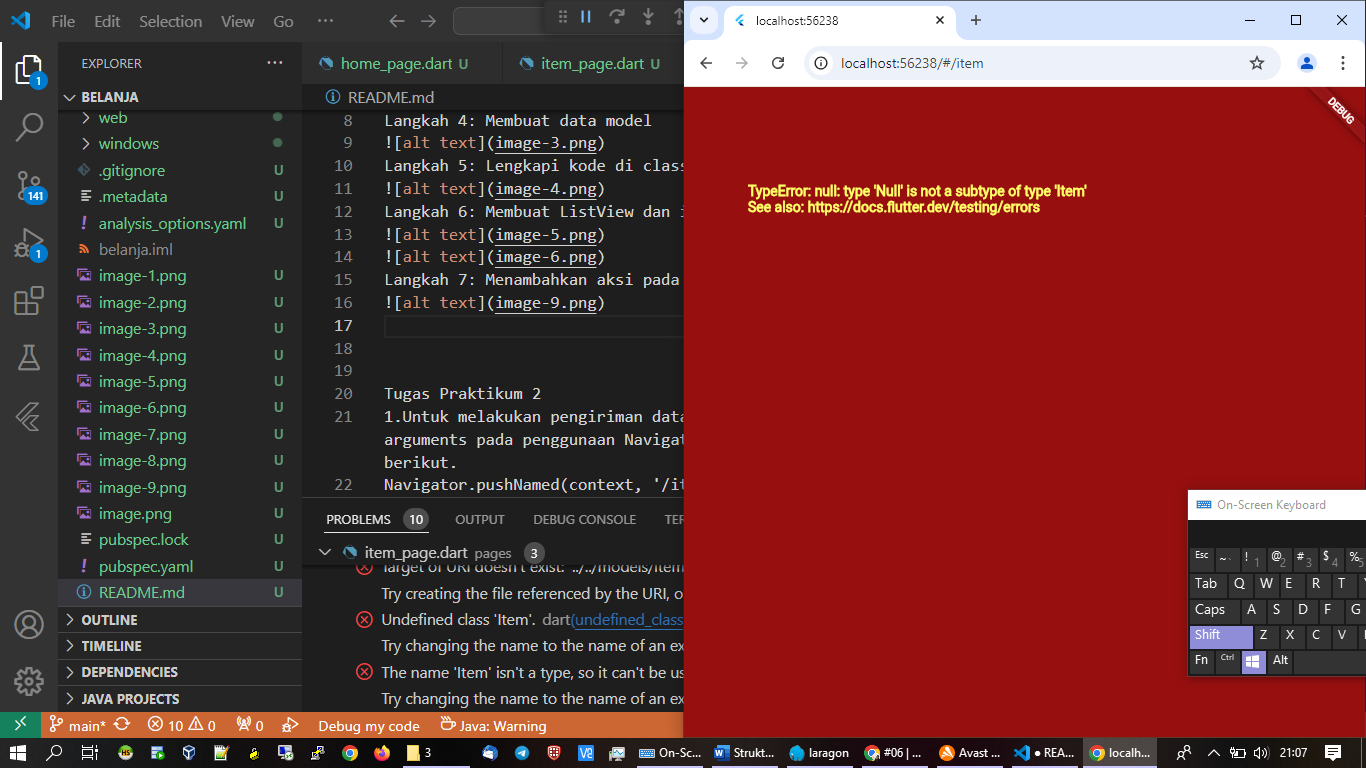 File Edit Selection View Go ···
EXPLORER ···
BELANJA
web
windows
.gitignore U
.metadata U
analysis_options.yaml U
belanja.iml
image-1.png U
image-2.png U
image-3.png U
image-4.png U
image-5.png U
image-6.png U
image-7.png U
image-8.png U
image-9.png U
image.png U
pubspec.lock U
pubspec.yaml U
README.md U
OUTLINE
TIMELINE
DEPENDENCIES
JAVA PROJECTS
1
141
1
home_page.dart U
item_page.dart U
README.md
8 Langkah 4: Membuat data model
9 ![alt text](image-3.png)
10 Langkah 5: Lengkapi kode di class
11 ![alt text](image-4.png)
12 Langkah 6: Membuat ListView dan i
13 ![alt text](image-5.png)
14 ![alt text](image-6.png)
15 Langkah 7: Menambahkan aksi pada
16 ![alt text](image-9.png)
17
18
19
20 Tugas Praktikum 2
21 1.Untuk melakukan pengiriman data
arguments pada penggunaan Navigat
berikut.
22 Navigator.pushNamed(context, '/it
PROBLEMS 10 OUTPUT DEBUG CONSOLE TER
item_page.dart pages 3
Target of URI doesn't exist: '../../models/item
Try creating the file referenced by the URI, o
Undefined class 'Item'. dart(undefined_class
Try changing the name to the name of an ex
The name 'Item' isn't a type, so it can't be us
Try changing the name to the name of an ex
main* 10 0 0 Debug my code Java: Warning
localhost:56238
localhost:56238/#/item
DEBUG
TypeError: null: type 'Null' is not a subtype of type 'Item'
See also: https://docs.flutter.dev/testing/errors
On-Screen Keyboard
Esc ~ ` ! 1 @ 2 # 3 $ 4 % 5
Tab Q W E R T
Caps A S D F G
Shift Z X C V
Fn Ctrl Alt
3 On-Sc... Strukt... laragon #06 | ... Avast ... ● REA... localh... 21:07